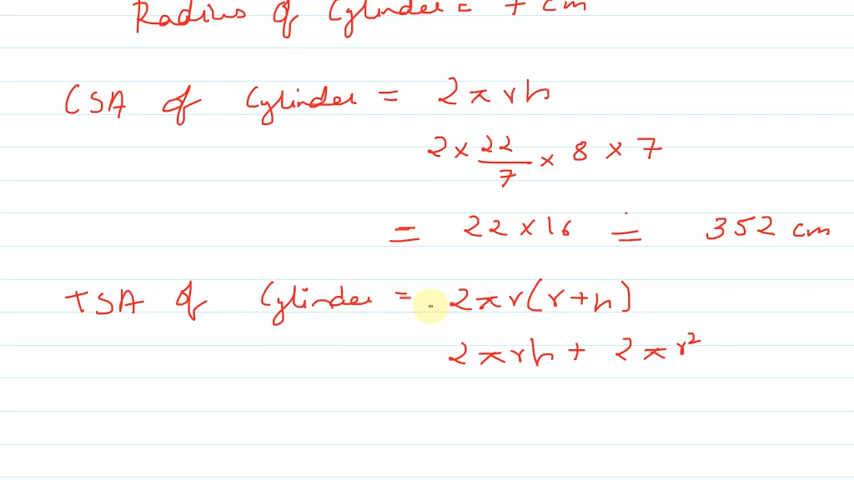 Radius of Cylinder = 7 cm
CSA of Cylinder = 2πrh
2 × 22/7 × 8 × 7
= 22 × 16 = 352 cm
TSA of Cylinder = 2πr(r+h)
2πrh + 2πr²